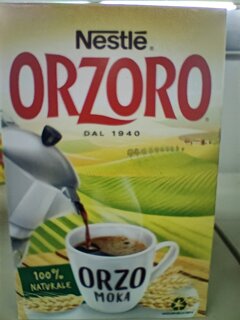 Nestlé®
ORZORO®
DAL 1940
100%
NATURALE
ORZO
MOKA